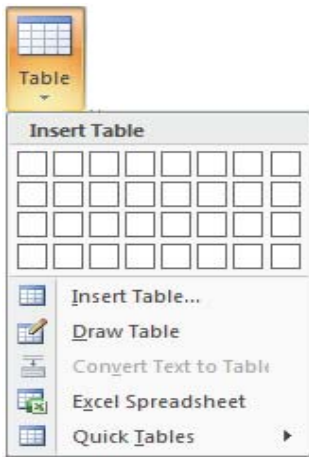 Table
Insert Table
Insert Table...
Draw Table
Convert Text to Table
Excel Spreadsheet
Quick Tables